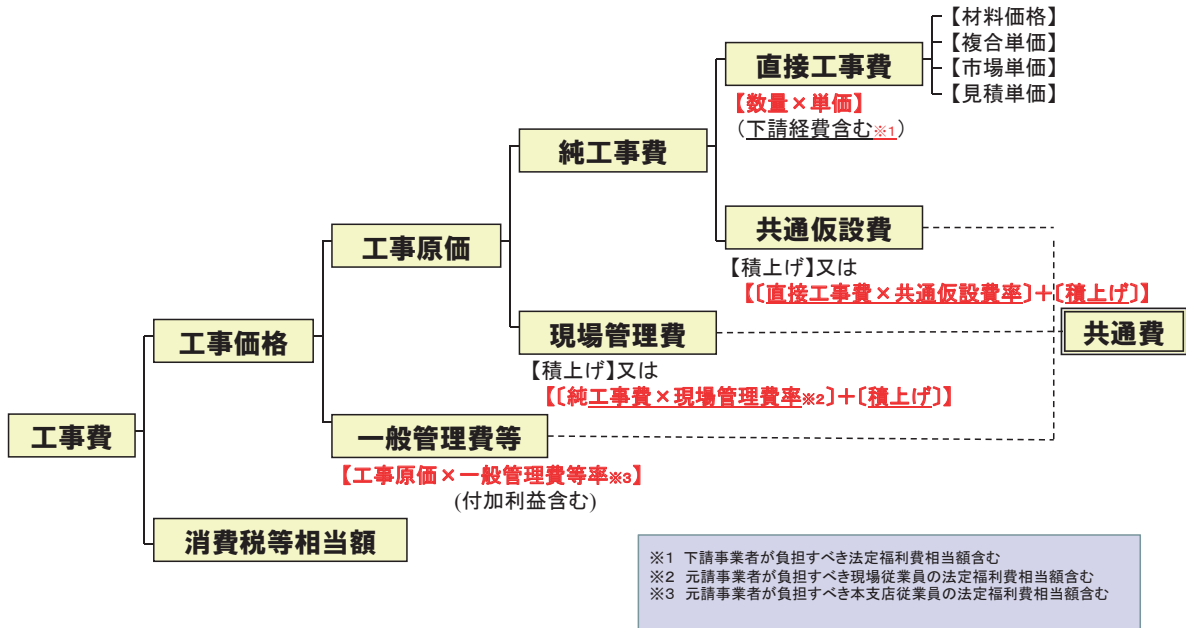 【材料価格】
【複合単価】
【市場単価】
【見積単価】
直接工事費
【数量×単価】
（下請経費含む※1）
純工事費
共通仮設費
【積上げ】又は
【〔直接工事費×共通仮設費率〕＋〔積上げ〕】
工事原価
現場管理費
【積上げ】又は
【〔純工事費×現場管理費率※2〕＋〔積上げ〕】
共通費
工事価格
一般管理費等
【工事原価×一般管理費等率※3】
(付加利益含む)
工事費
消費税等相当額
※1 下請事業者が負担すべき法定福利費相当額含む
※2 元請事業者が負担すべき現場従業員の法定福利費相当額含む
※3 元請事業者が負担すべき本支店従業員の法定福利費相当額含む